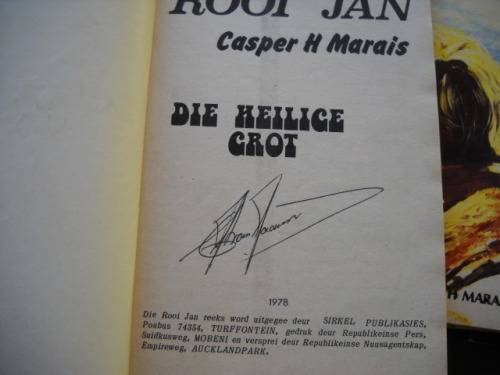 ROOI JAN
Casper H Marais
DIE HEILIGE
GROT
1978
Die Rooi Jan reeks word uitgegee deur SIRKEL PUBLIKASIES,
Posbus 74354, TURFFONTEIN, gedruk deur Republikeinse Pers,
Suidkusweg, MOBENI en versprei deur Republikeinse Nuusagentskap,
Empireweg, AUCKLANDPARK.
H MARA